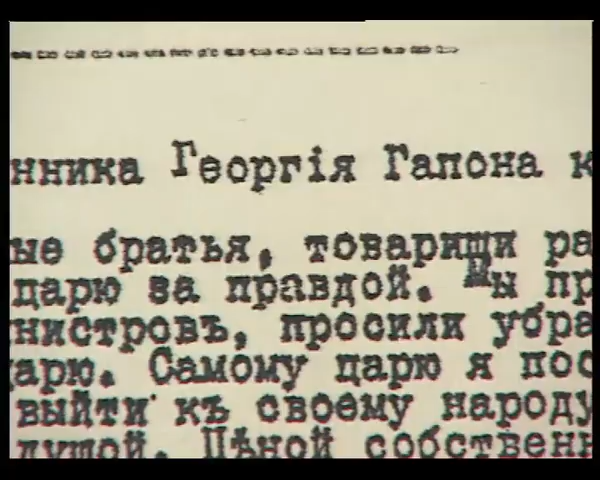 нника Георгія Гапона к
ые братья, товарищи ра
царю за правдой. Мы пр
нистровъ, просили убра
арю. Самому царю я пос
выйти къ своему народу
душой. Цѣной собственн